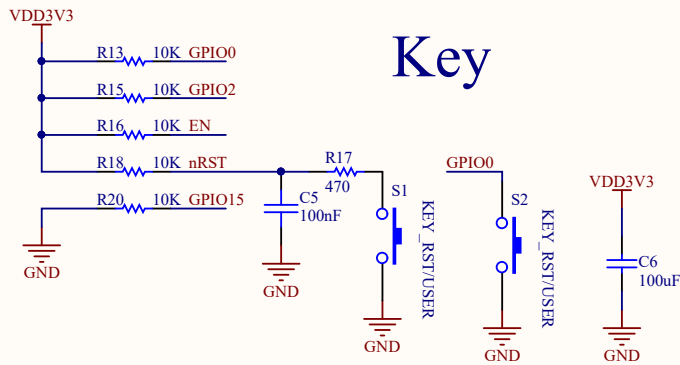 VDD3V3
Key
R13 10K GPIO0
R15 10K GPIO2
R16 10K EN
R18 10K nRST
R17
470
GPIO0
S1
S2
VDD3V3
R20 10K GPIO15
C5
100nF
KEY_RST/USER
KEY_RST/USER
C6
100uF
GND
GND
GND
GND
GND